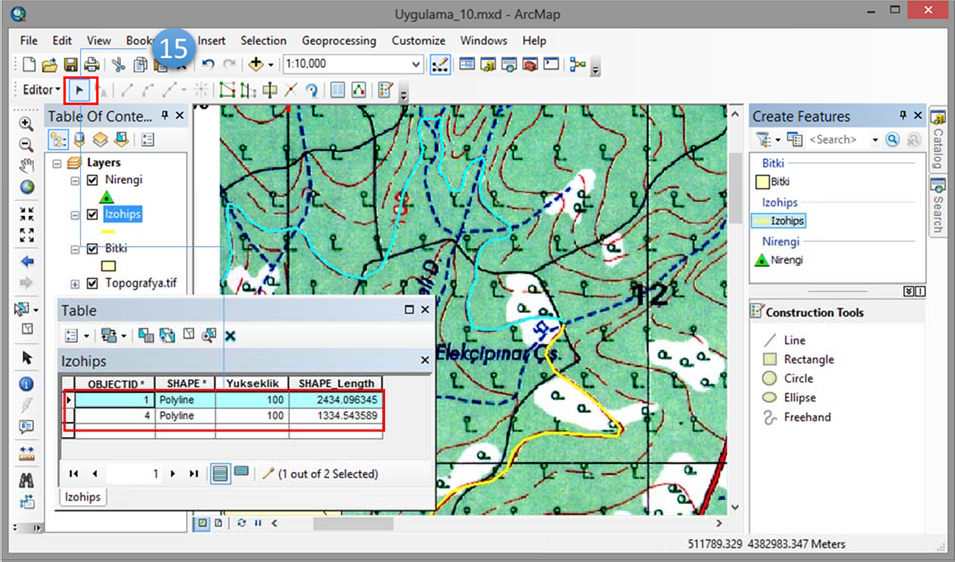 Uygulama_10.mxd - ArcMap
File Edit View Book Insert Selection Geoprocessing Customize Windows Help
15
1:10,000
Editor
Table Of Conte...
Layers
Nirengi
Izohips
Bitki
Topografya.tif
12
Elekçipınar Çş.
Create Features
<Search>
Bitki
Bitki
Izohips
Izohips
Nirengi
Nirengi
Construction Tools
Line
Rectangle
Circle
Ellipse
Freehand
Catalog
Search
Table
Izohips
OBJECTID * SHAPE * Yukseklik SHAPE_Length
1 Polyline 100 2434.096345
4 Polyline 100 1334.543589
1 (1 out of 2 Selected)
Izohips
511789.329 4382983.347 Meters